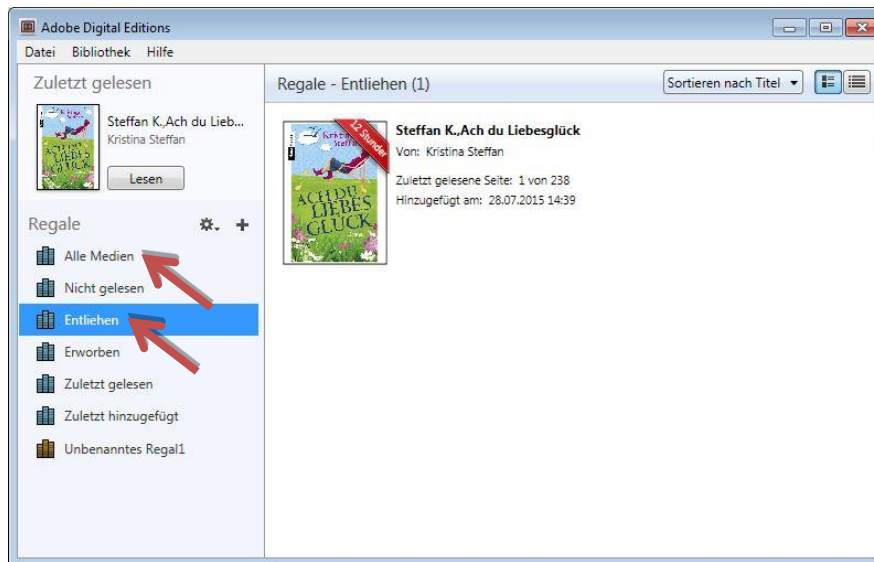 Adobe Digital Editions
Datei Bibliothek Hilfe
Zuletzt gelesen
Steffan K.,Ach du Lieb...
Kristina Steffan
Lesen
Regale
Alle Medien
Nicht gelesen
Entliehen
Erworben
Zuletzt gelesen
Zuletzt hinzugefügt
Unbenanntes Regal1
Regale - Entliehen (1)
Sortieren nach Titel
12 Stunden
ACH DU
LIEBES
GLÜCK
Steffan K.,Ach du Liebesglück
Von: Kristina Steffan
Zuletzt gelesene Seite: 1 von 238
Hinzugefügt am: 28.07.2015 14:39